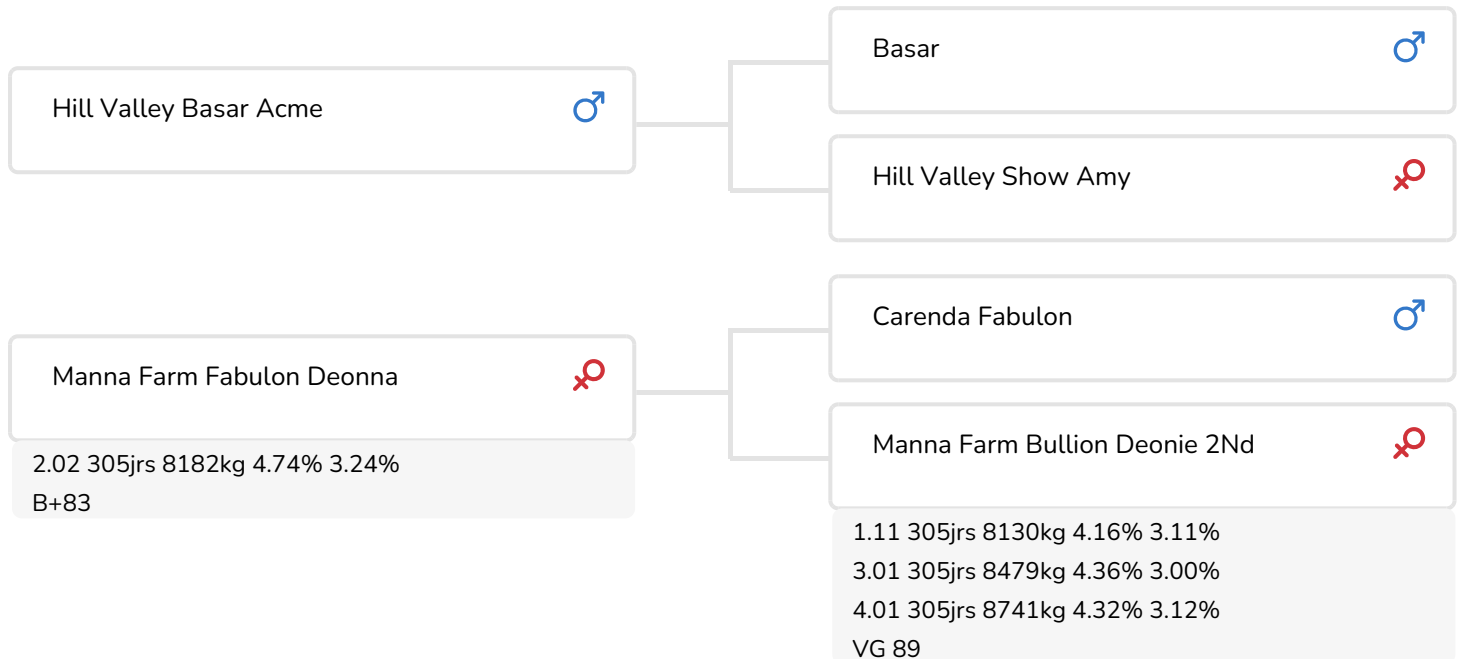 Hill Valley Basar Acme
Basar
Hill Valley Show Amy
Manna Farm Fabulon Deonna
2.02 305jrs 8182kg 4.74% 3.24%
B+83
Carenda Fabulon
Manna Farm Bullion Deonie 2Nd
1.11 305jrs 8130kg 4.16% 3.11%
3.01 305jrs 8479kg 4.36% 3.00%
4.01 305jrs 8741kg 4.32% 3.12%
VG 89